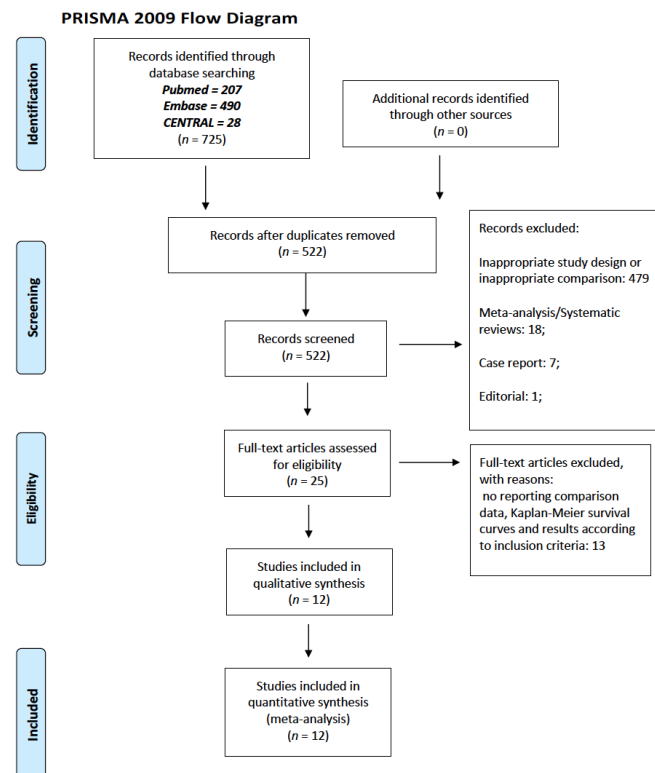 PRISMA 2009 Flow Diagram
Identification
Records identified through
database searching
Pubmed = 207
Embase = 490
CENTRAL = 28
(n = 725)
Additional records identified
through other sources
(n = 0)
Screening
Records after duplicates removed
(n = 522)
Records screened
(n = 522)
Records excluded:
Inappropriate study design or
inappropriate comparison: 479
Meta-analysis/Systematic
reviews: 18;
Case report: 7;
Editorial: 1;
Eligibility
Full-text articles assessed
for eligibility
(n = 25)
Full-text articles excluded,
with reasons:
no reporting comparison
data, Kaplan-Meier survival
curves and results according
to inclusion criteria: 13
Studies included in
qualitative synthesis
(n = 12)
Included
Studies included in
quantitative synthesis
(meta-analysis)
(n = 12)